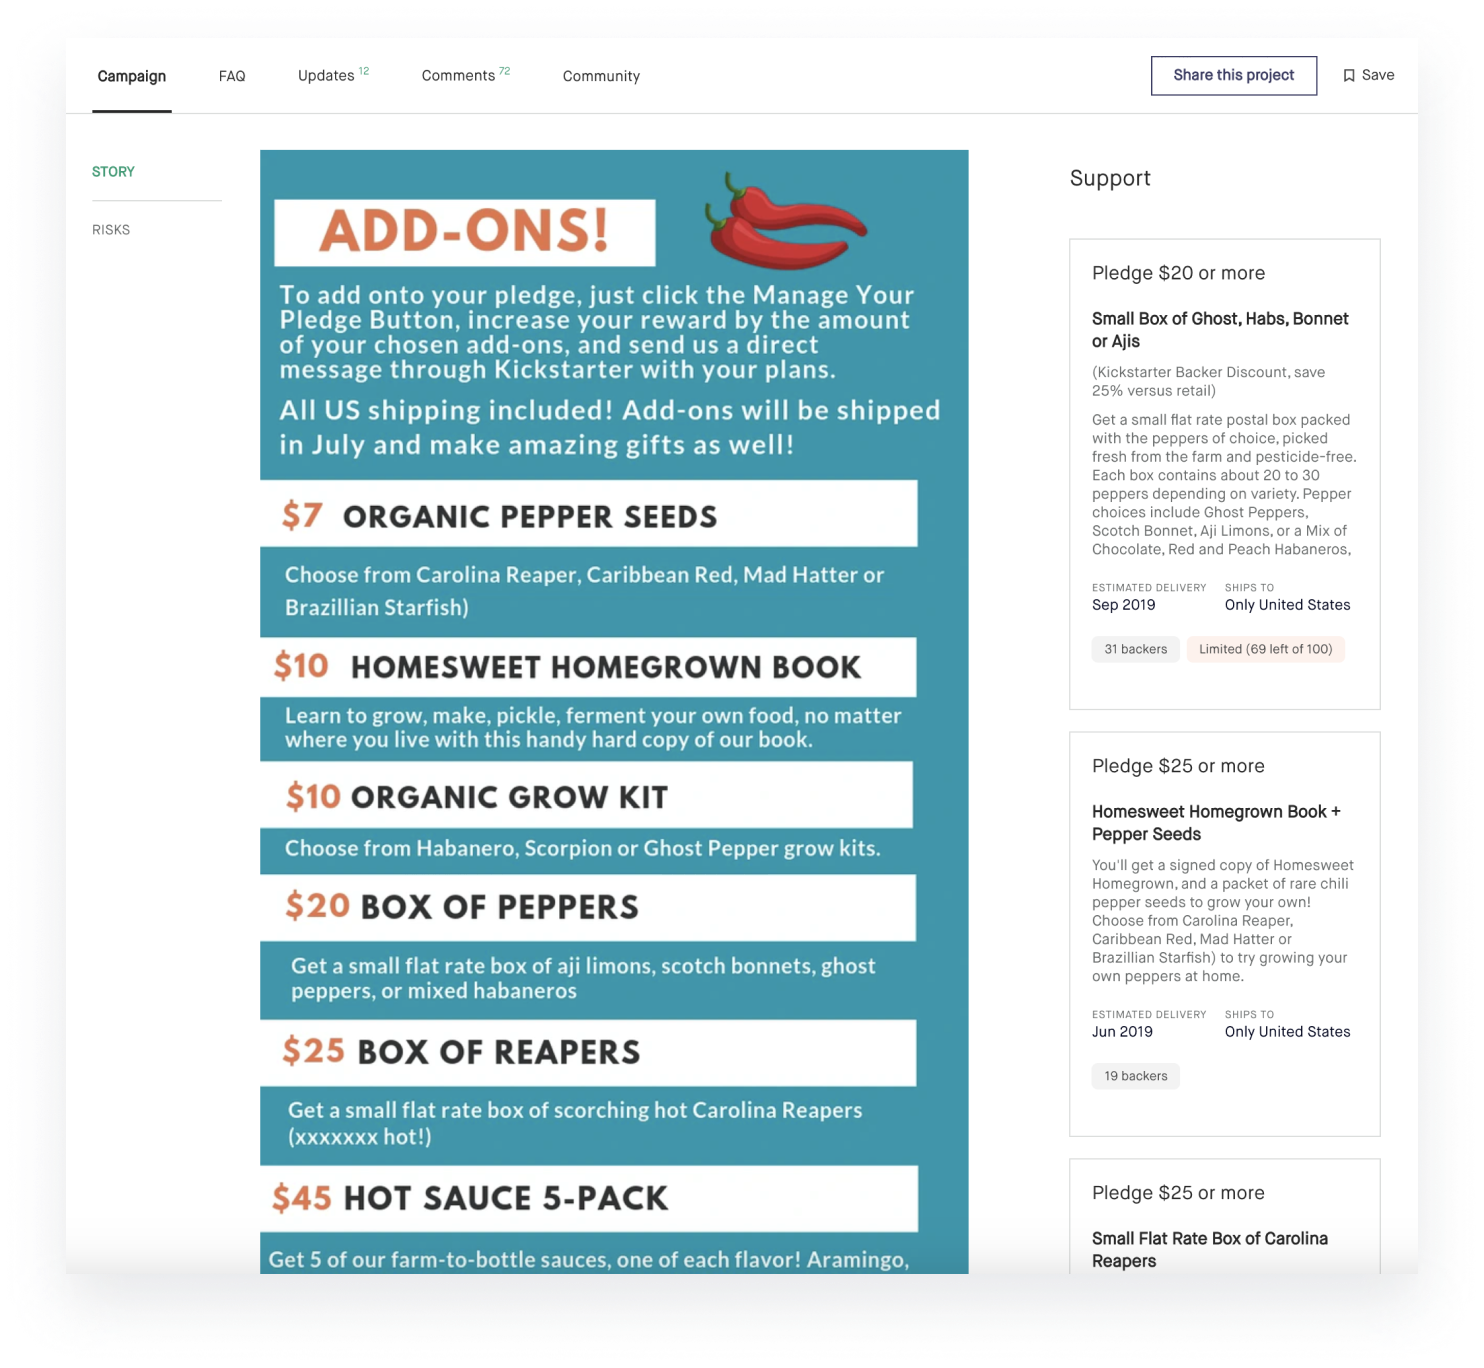 Campaign
FAQ
Updates 12
Comments 72
Community
Share this project
Save
STORY
RISKS
ADD-ONS!
To add onto your pledge, just click the Manage Your
Pledge Button, increase your reward by the amount
of your chosen add-ons, and send us a direct
message through Kickstarter with your plans.
All US shipping included! Add-ons will be shipped
in July and make amazing gifts as well!
$7 ORGANIC PEPPER SEEDS
Choose from Carolina Reaper, Caribbean Red, Mad Hatter or
Brazillian Starfish)
$10 HOMESWEET HOMEGROWN BOOK
Learn to grow, make, pickle, ferment your own food, no matter
where you live with this handy hard copy of our book.
$10 ORGANIC GROW KIT
Choose from Habanero, Scorpion or Ghost Pepper grow kits.
$20 BOX OF PEPPERS
Get a small flat rate box of aji limons, scotch bonnets, ghost
peppers, or mixed habaneros
$25 BOX OF REAPERS
Get a small flat rate box of scorching hot Carolina Reapers
(xxxxxxx hot!)
$45 HOT SAUCE 5-PACK
Get 5 of our farm-to-bottle sauces, one of each flavor! Aramingo,
Support
Pledge $20 or more
Small Box of Ghost, Habs, Bonnet
or Ajis
(Kickstarter Backer Discount, save
25% versus retail)
Get a small flat rate postal box packed
with the peppers of choice, picked
fresh from the farm and pesticide-free.
Each box contains about 20 to 30
peppers depending on variety. Pepper
choices include Ghost Peppers,
Scotch Bonnet, Aji Limons, or a Mix of
Chocolate, Red and Peach Habaneros,
ESTIMATED DELIVERY SHIPS TO
Sep 2019 Only United States
31 backers Limited (69 left of 100)
Pledge $25 or more
Homesweet Homegrown Book +
Pepper Seeds
You'll get a signed copy of Homesweet
Homegrown, and a packet of rare chili
pepper seeds to grow your own!
Choose from Carolina Reaper,
Caribbean Red, Mad Hatter or
Brazillian Starfish) to try growing your
own peppers at home.
ESTIMATED DELIVERY SHIPS TO
Jun 2019 Only United States
19 backers
Pledge $25 or more
Small Flat Rate Box of Carolina
Reapers